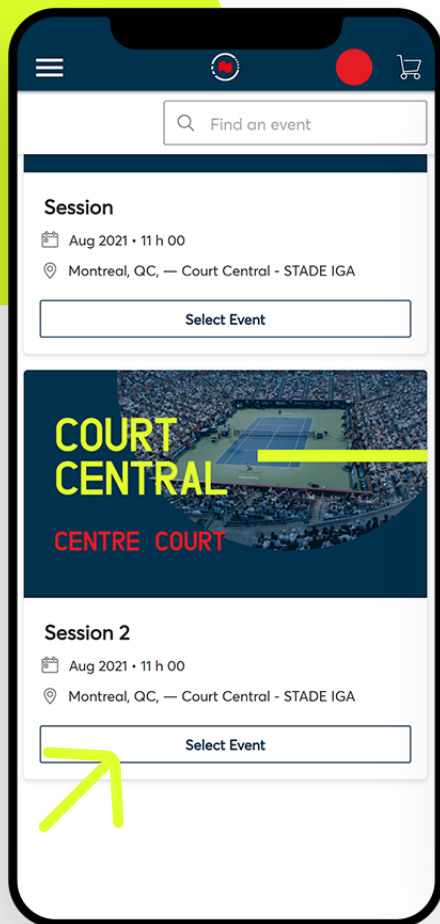 Find an event
Session
Aug 2021 • 11 h 00
Montreal, QC, — Court Central - STADE IGA
Select Event
COURT
CENTRAL
CENTRE COURT
Session 2
Aug 2021 • 11 h 00
Montreal, QC, — Court Central - STADE IGA
Select Event